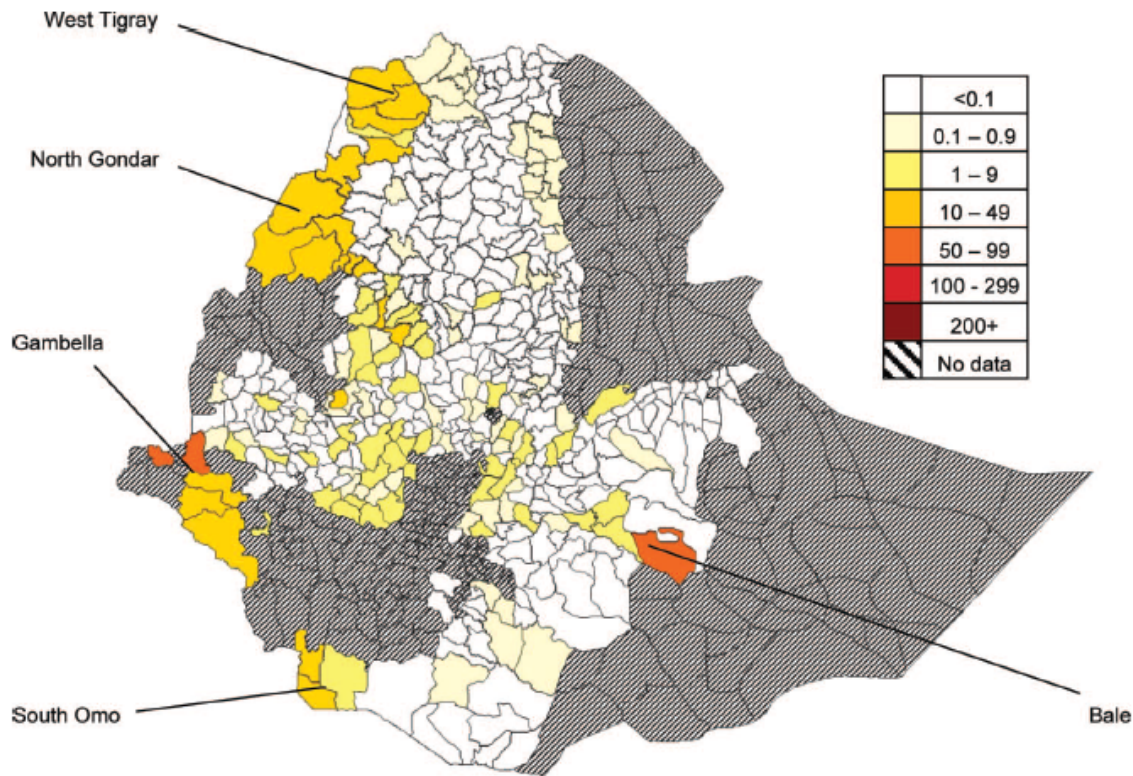 West Tigray
North Gondar
Gambella
South Omo
Bale
<0.1
0.1 – 0.9
1 – 9
10 – 49
50 – 99
100 - 299
200+
No data